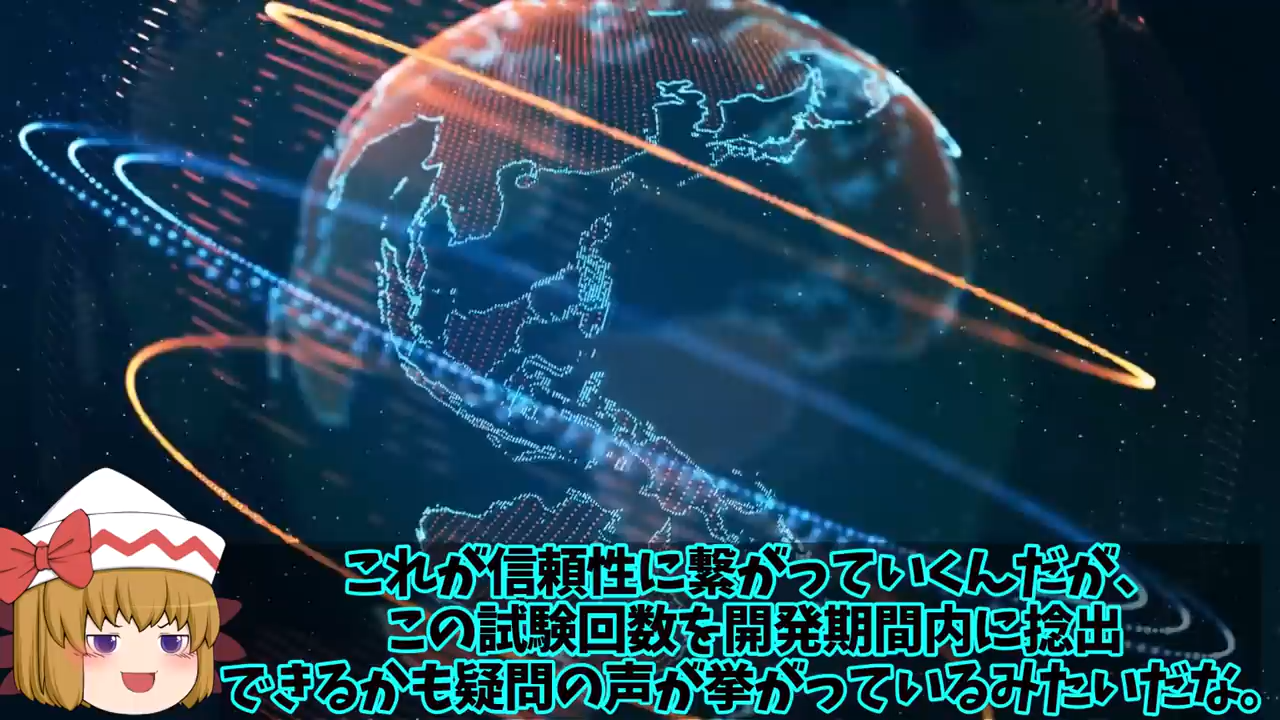 これが信頼性に繋がっていくんだが、
この試験回数を開発期間内に捻出
できるかも疑問の声が挙がっているみたいだな。